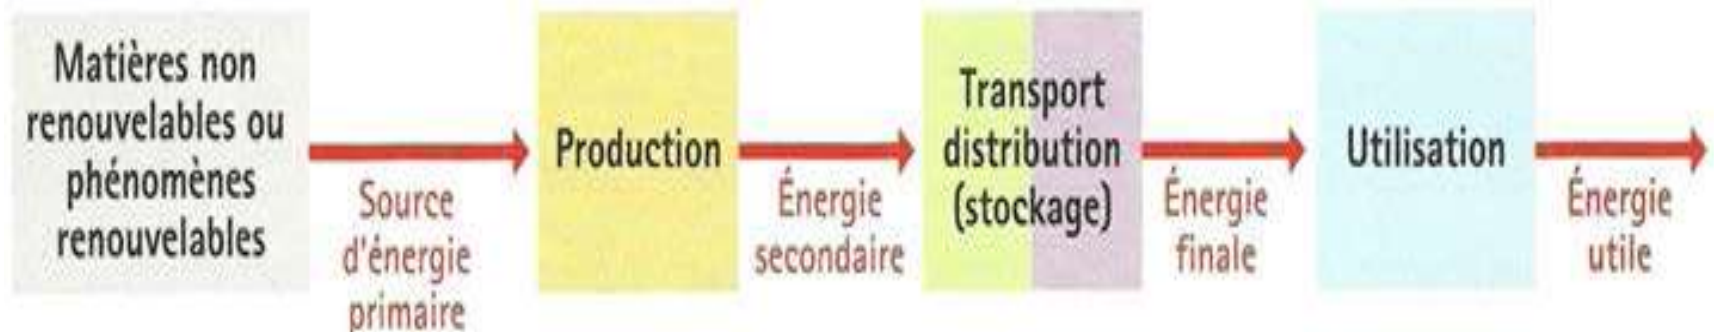 Matières non
renouvelables ou
phénomènes
renouvelables
Source
d'énergie
primaire
Production
Énergie
secondaire
Transport
distribution
(stockage)
Énergie
finale
Utilisation
Énergie
utile